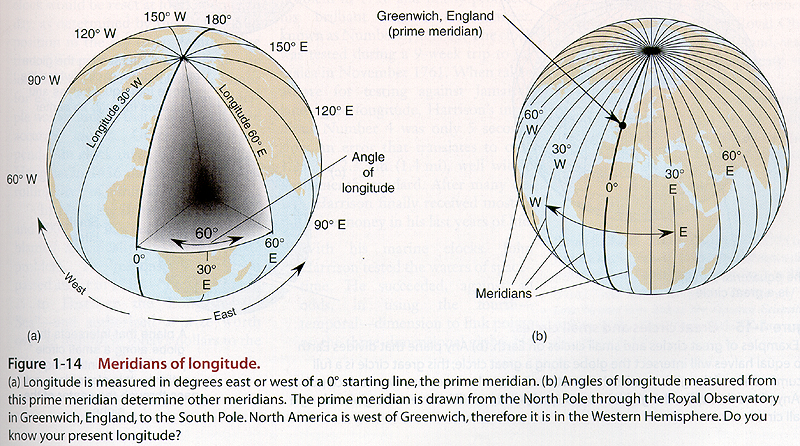 150° W
180°
120° W
150° E
90° W
Longitude 30° W
Longitude 60° E
120° E
60° W
Angle
of
longitude
90° E
60°
0°
60°
E
30°
E
West
East
(a)
Greenwich, England
(prime meridian)
60°
W
30°
W
0°
30°
E
60°
E
W
E
Meridians
(b)
Figure 1-14 Meridians of longitude.
(a) Longitude is measured in degrees east or west of a 0° starting line, the prime meridian. (b) Angles of longitude measured from
this prime meridian determine other meridians. The prime meridian is drawn from the North Pole through the Royal Observatory
in Greenwich, England, to the South Pole. North America is west of Greenwich, therefore it is in the Western Hemisphere. Do you
know your present longitude?